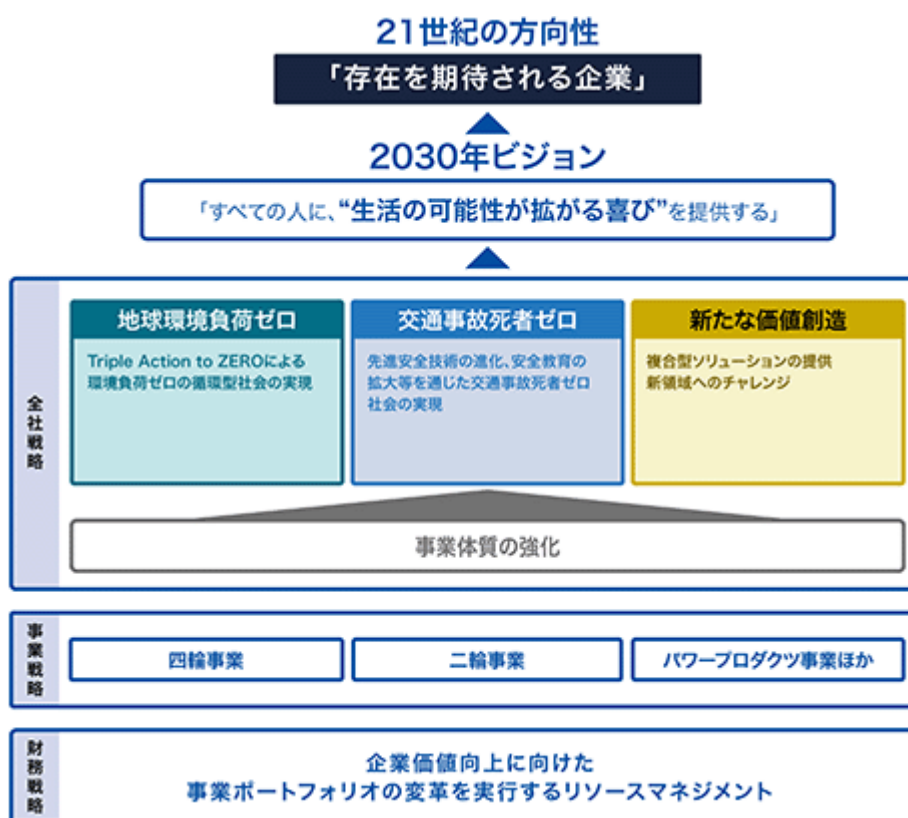 21世紀の方向性
「存在を期待される企業」
2030年ビジョン
「すべての人に、“生活の可能性が拡がる喜び”を提供する」
全社戦略
地球環境負荷ゼロ
Triple Action to ZEROによる
環境負荷ゼロの循環型社会の実現
交通事故死者ゼロ
先進安全技術の進化、安全教育の
拡大等を通じた交通事故死者ゼロ
社会の実現
新たな価値創造
複合型ソリューションの提供
新領域へのチャレンジ
事業体質の強化
事業戦略
四輪事業
二輪事業
パワープロダクツ事業ほか
財務戦略
企業価値向上に向けた
事業ポートフォリオの変革を実行するリソースマネジメント